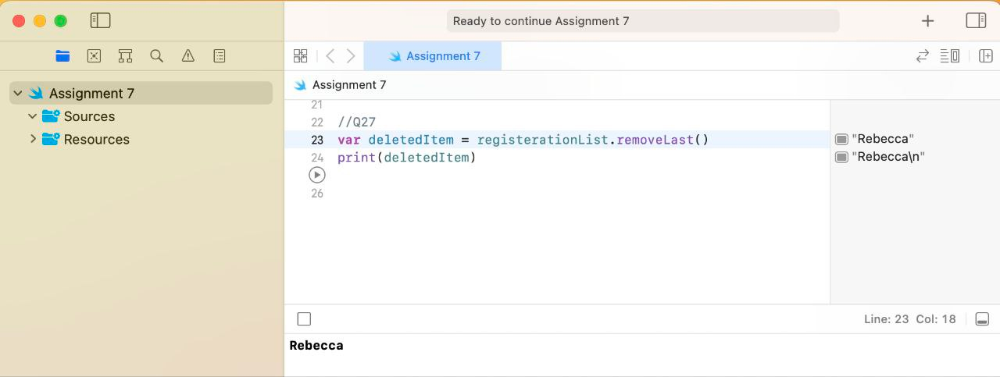 Ready to continue Assignment 7
Assignment 7
Assignment 7
Assignment 7
Sources
Resources
21
22 //Q27
23 var deletedItem = registerationList.removeLast() "Rebecca"
24 print(deletedItem) "Rebecca\n"
26
Line: 23 Col: 18
Rebecca